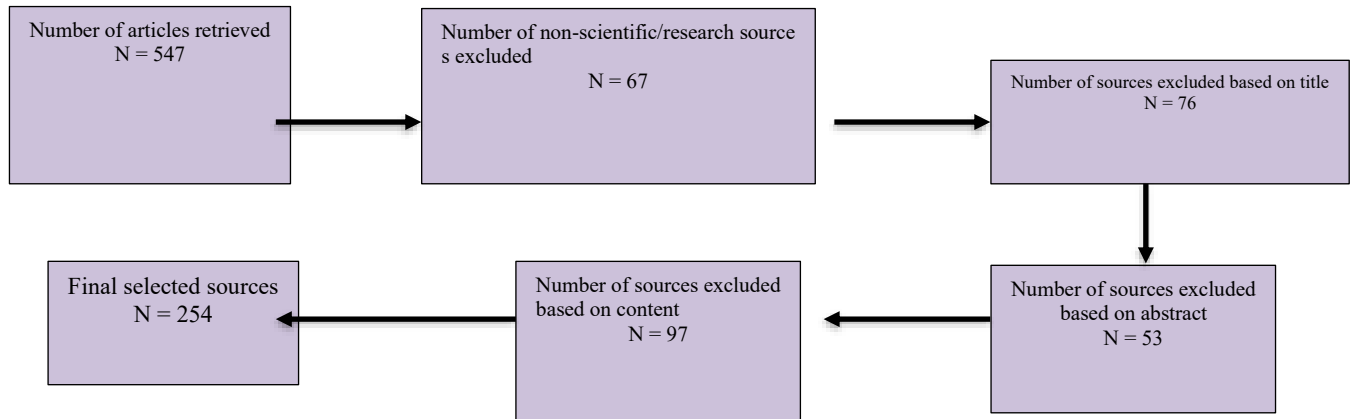 Number of articles retrieved
N = 547
Number of non-scientific/research source
s excluded
N = 67
Number of sources excluded based on title
N = 76
Number of sources excluded
based on abstract
N = 53
Number of sources excluded
based on content
N = 97
Final selected sources
N = 254